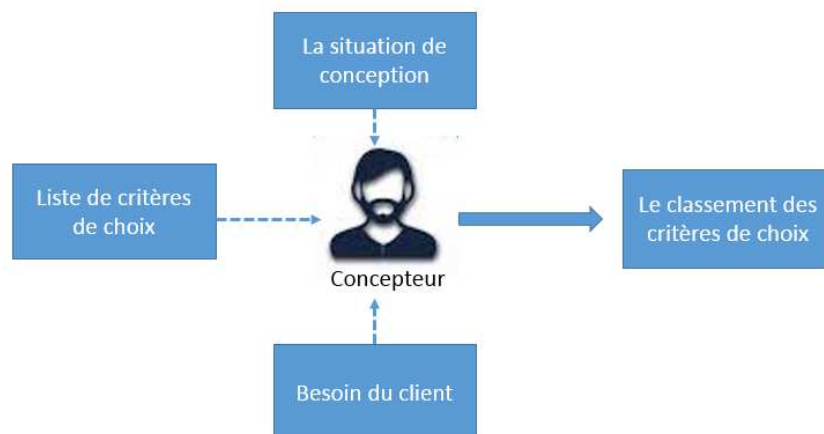 La situation de
conception
Liste de critères
de choix
Le classement des
critères de choix
Concepteur
Besoin du client